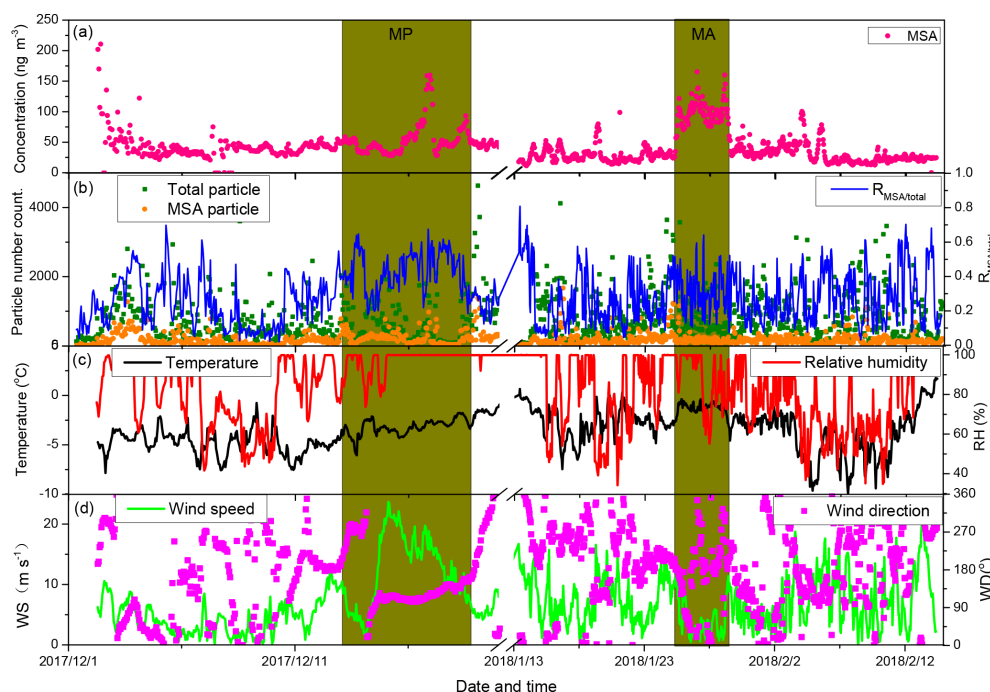 (a)
MP
MA
MSA
Concentration (ng m⁻³)
250
200
150
100
50
25
0
(b)
Total particle
MSA particle
R_MSA/total
Particle number count.
4000
2000
0
1.0
0.8
0.6
0.4
0.2
0.0
R_MSA/total
(c)
Temperature
Relative humidity
Temperature (°C)
0
-5
-10
100
80
60
40
RH (%)
(d)
Wind speed
Wind direction
WS (m s⁻¹)
20
10
0
360
270
180
90
0
WD(°)
2017/12/1
2017/12/11
2018/1/13
2018/1/23
2018/2/2
2018/2/12
Date and time